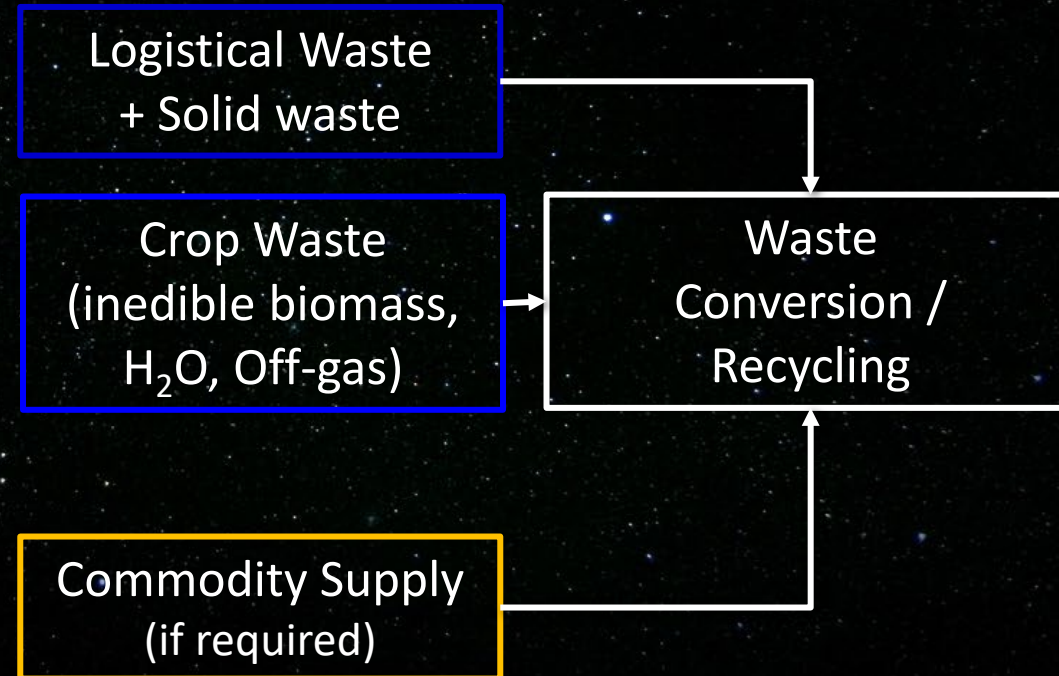 Logistical Waste
+ Solid waste
Crop Waste
(inedible biomass,
H₂O, Off-gas)
Waste
Conversion /
Recycling
Commodity Supply
(if required)